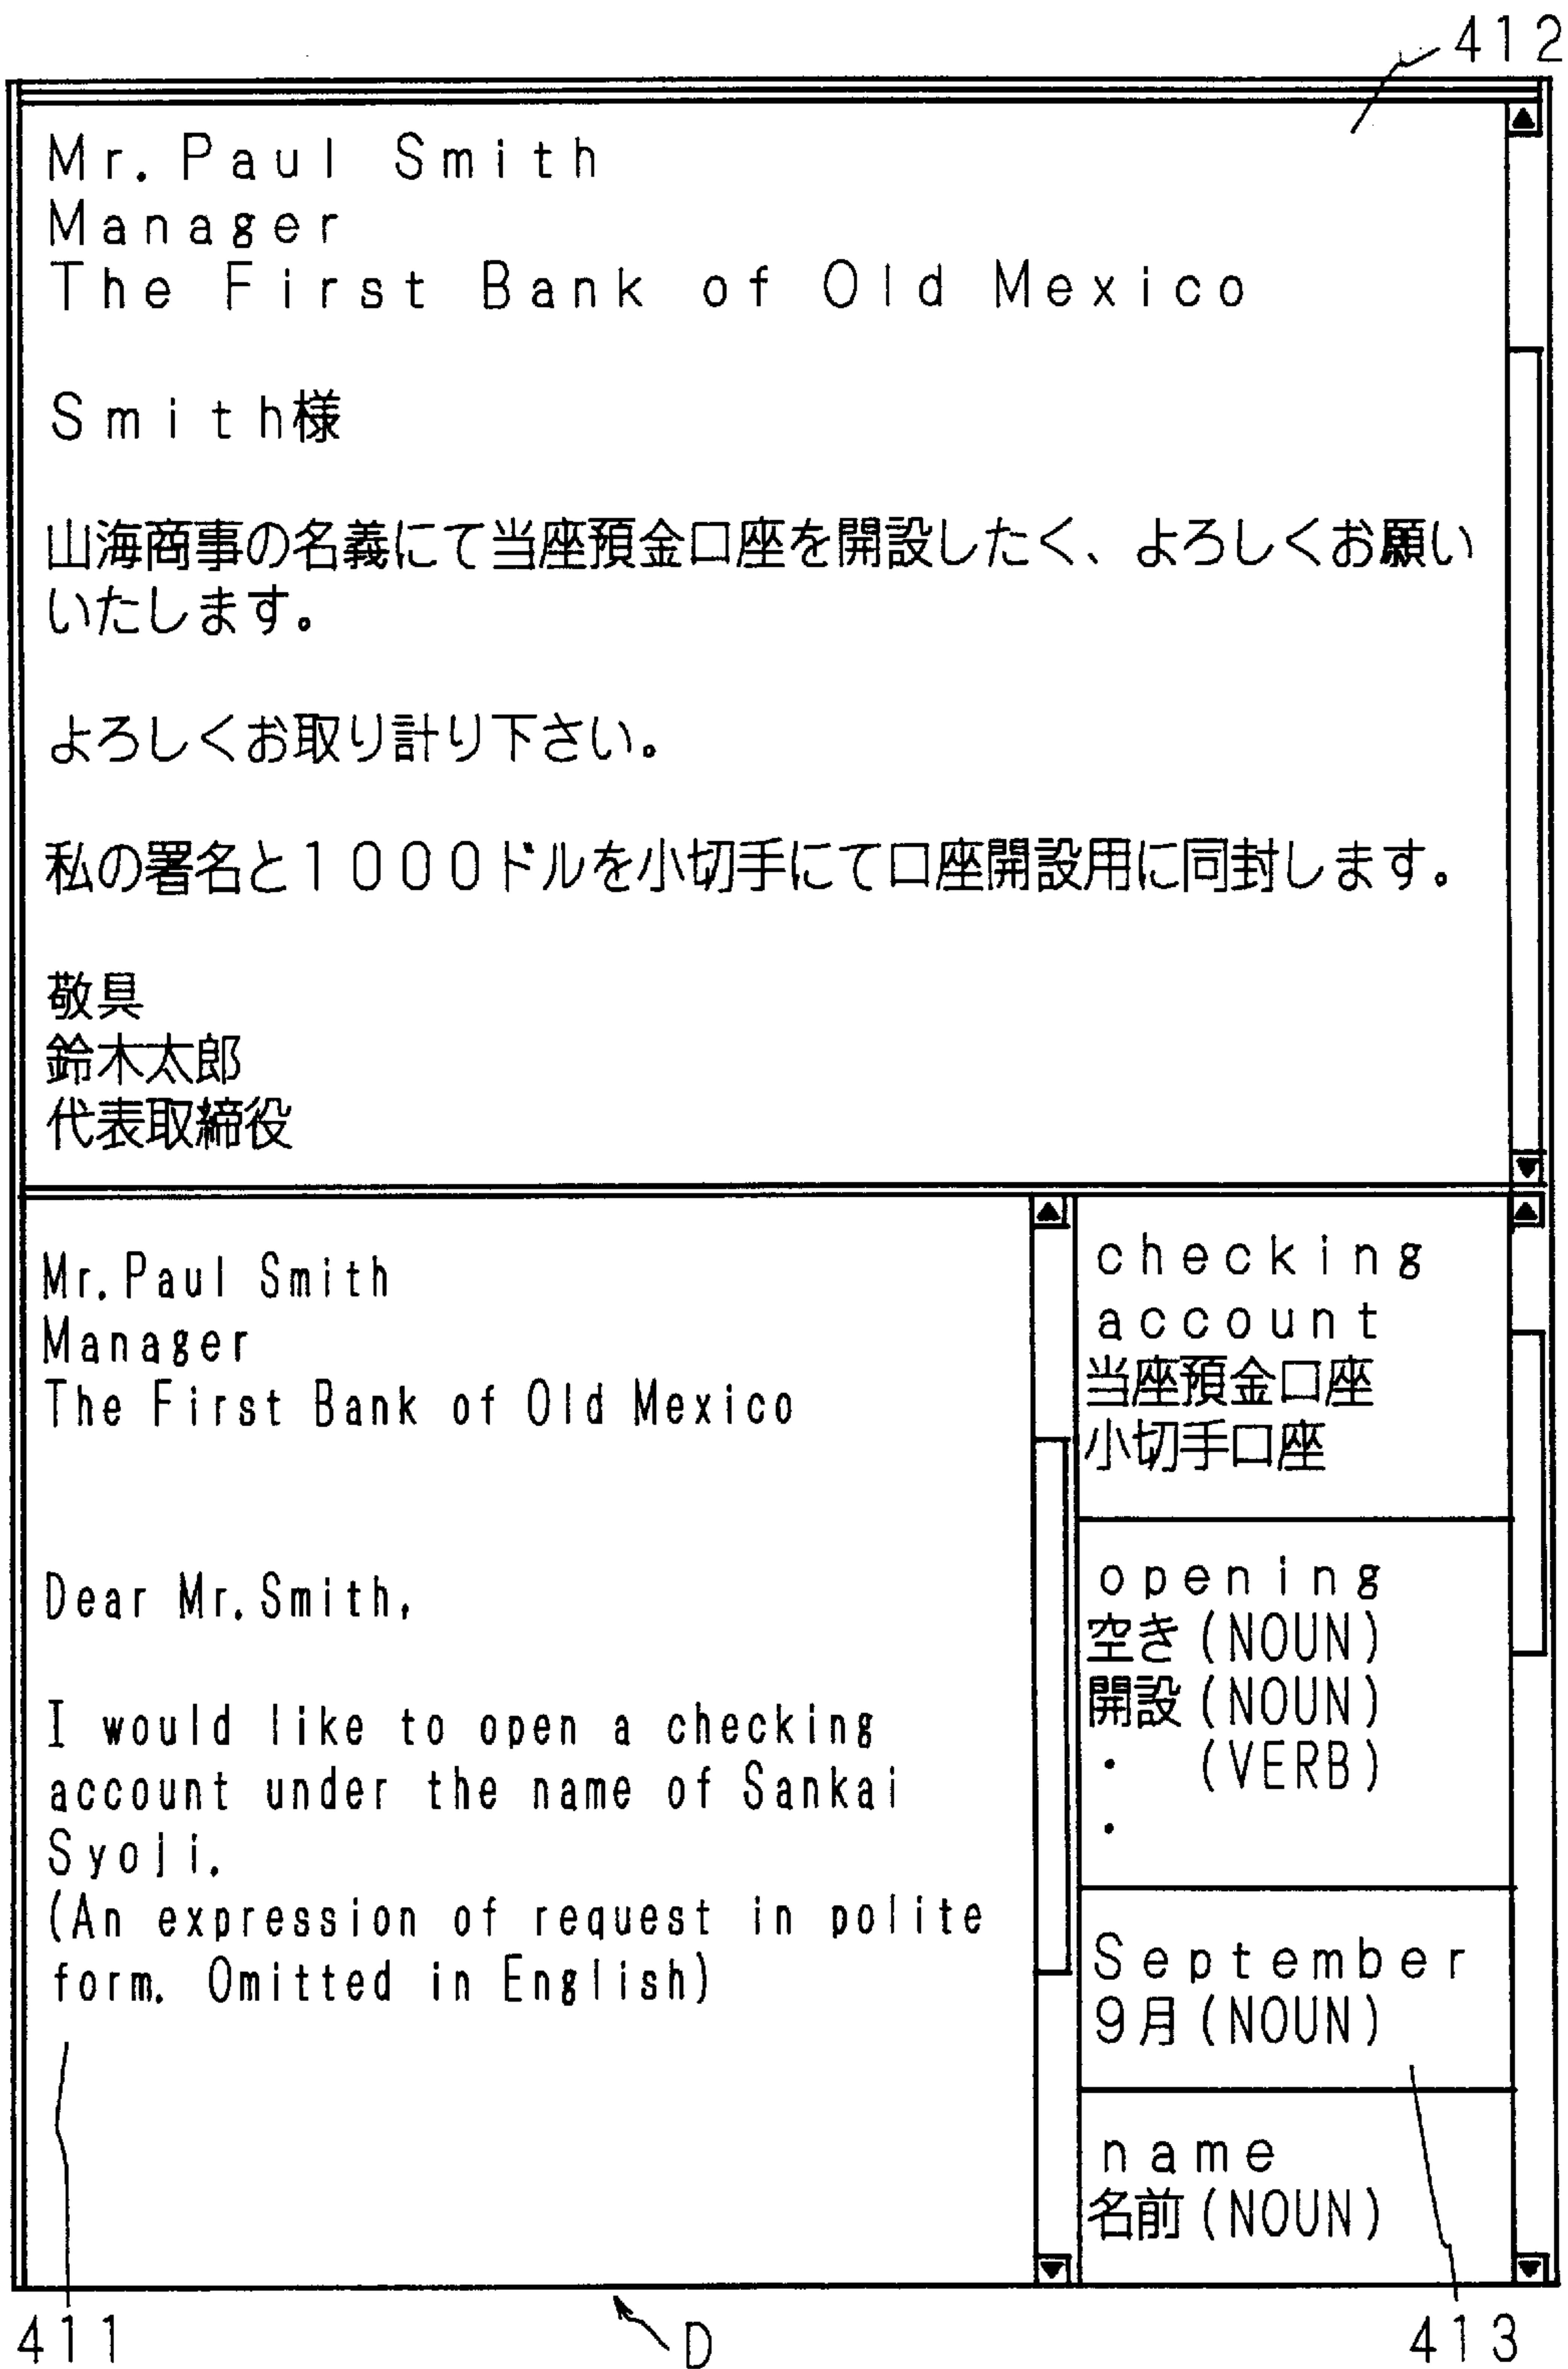 412
Mr. Paul Smith
Manager
The First Bank of Old Mexico
Smith様
山海商事の名義にて当座預金口座を開設したく、よろしくお願い
いたします。
よろしくお取り計り下さい。
私の署名と1000ドルを小切手にて口座開設用に同封します。
敬具
鈴木太郎
代表取締役
Mr. Paul Smith
Manager
The First Bank of Old Mexico
Dear Mr. Smith,
I would like to open a checking
account under the name of Sankai
Syoji.
(An expression of request in polite
form. Omitted in English)
checking
account
当座預金口座
小切手口座
opening
空き(NOUN)
開設(NOUN)
・ (VERB)
・
September
9月(NOUN)
name
名前(NOUN)
411
D
413